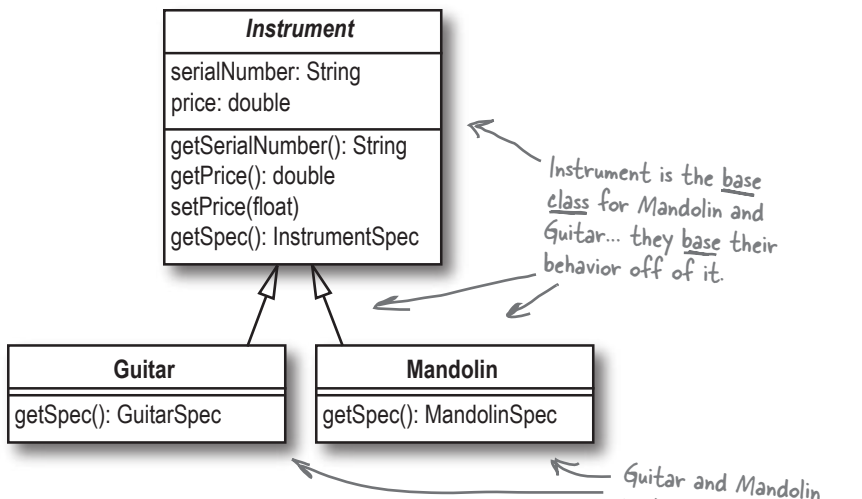 Instrument
serialNumber: String
price: double
getSerialNumber(): String
getPrice(): double
setPrice(float)
getSpec(): InstrumentSpec
Instrument is the base
class for Mandolin and
Guitar... they base their
behavior off of it.
Guitar
getSpec(): GuitarSpec
Mandolin
getSpec(): MandolinSpec
Guitar and Mandolin